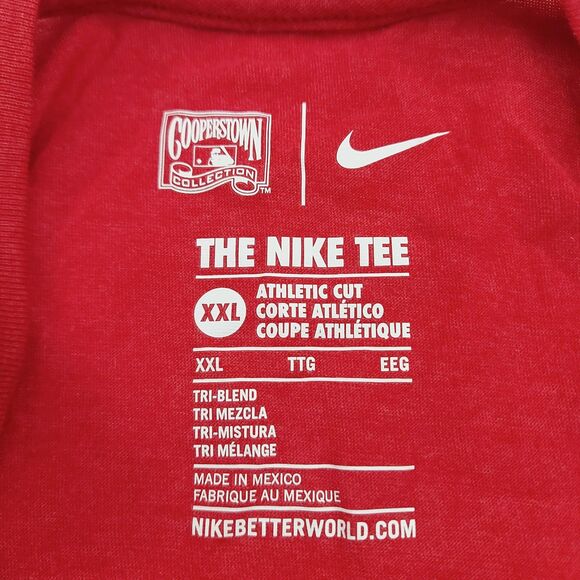 COOPERSTOWN
COLLECTION
TM
THE NIKE TEE
XXL
ATHLETIC CUT
CORTE ATLÉTICO
COUPE ATHLÉTIQUE
XXL TTG EEG
TRI-BLEND
TRI MEZCLA
TRI-MISTURA
TRI MÉLANGE
MADE IN MEXICO
FABRIQUE AU MEXIQUE
NIKEBETTERWORLD.COM